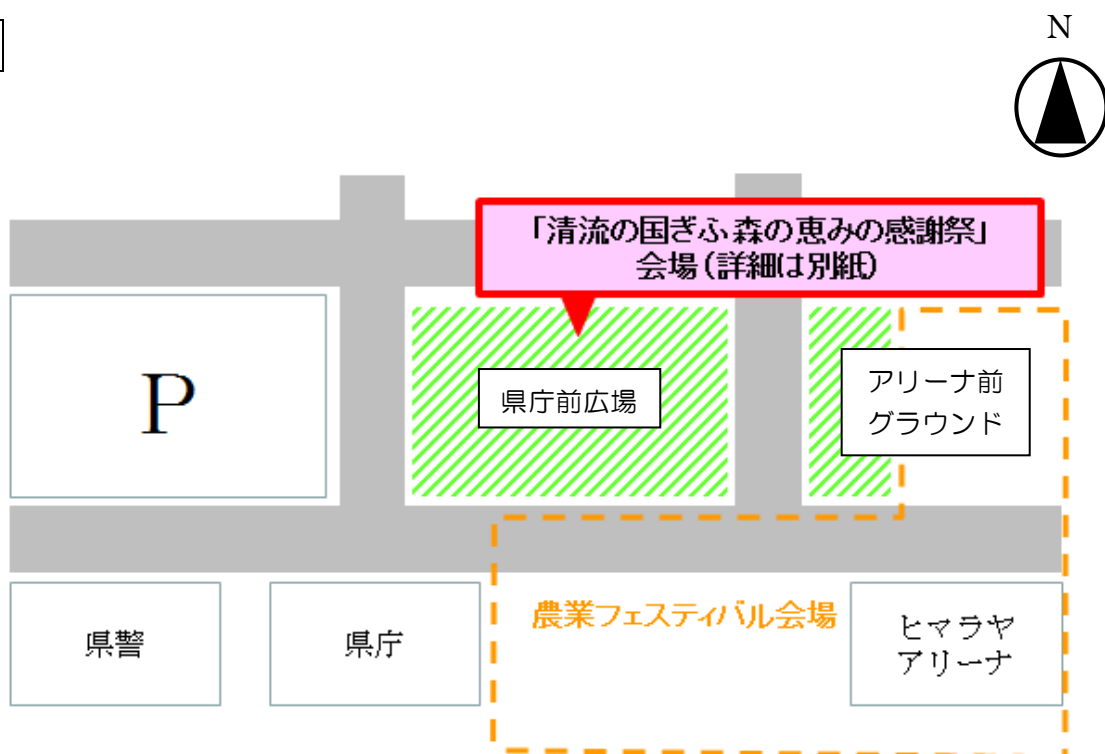 N
「清流の国ぎふ 森の恵みの感謝祭」
会場（詳細は別紙）
P
県庁前広場
アリーナ前
グラウンド
県警
県庁
農業フェスティバル会場
ヒマラヤ
アリーナ